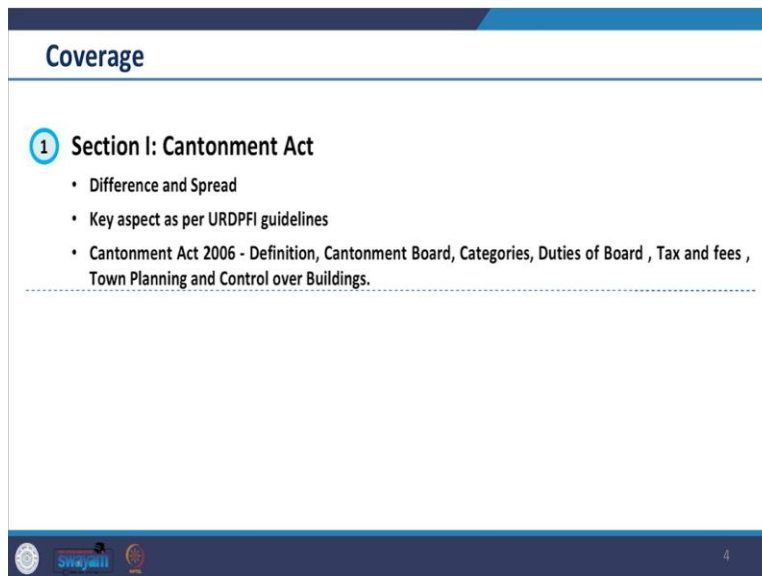 Coverage
1 Section I: Cantonment Act
• Difference and Spread
• Key aspect as per URDPFI guidelines
• Cantonment Act 2006 - Definition, Cantonment Board, Categories, Duties of Board , Tax and fees ,
Town Planning and Control over Buildings.
swayam
4